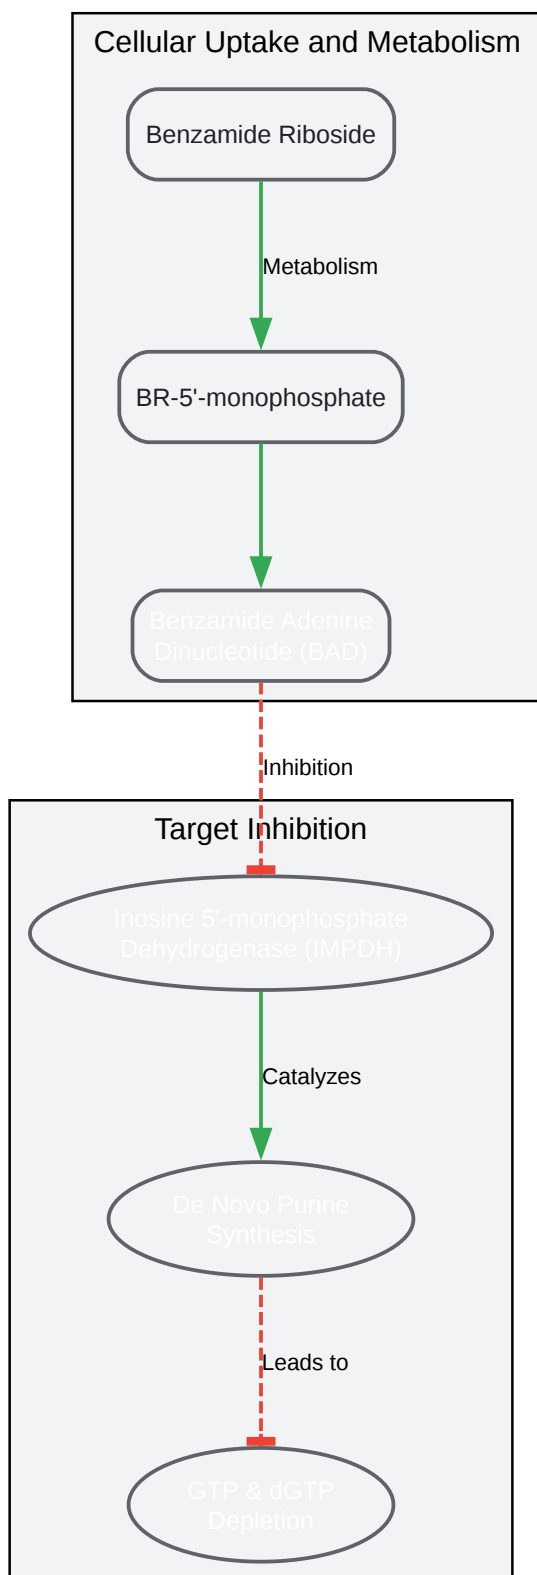 Cellular Uptake and Metabolism
Benzamide Riboside
Metabolism
BR-5'-monophosphate
Benzamide Adenine
Dinucleotide (BAD)
Inhibition
Target Inhibition
Inosine 5'-monophosphate
Dehydrogenase (IMPDH)
Catalyzes
De Novo Purine
Synthesis
Leads to
GTP & dGTP
Depletion